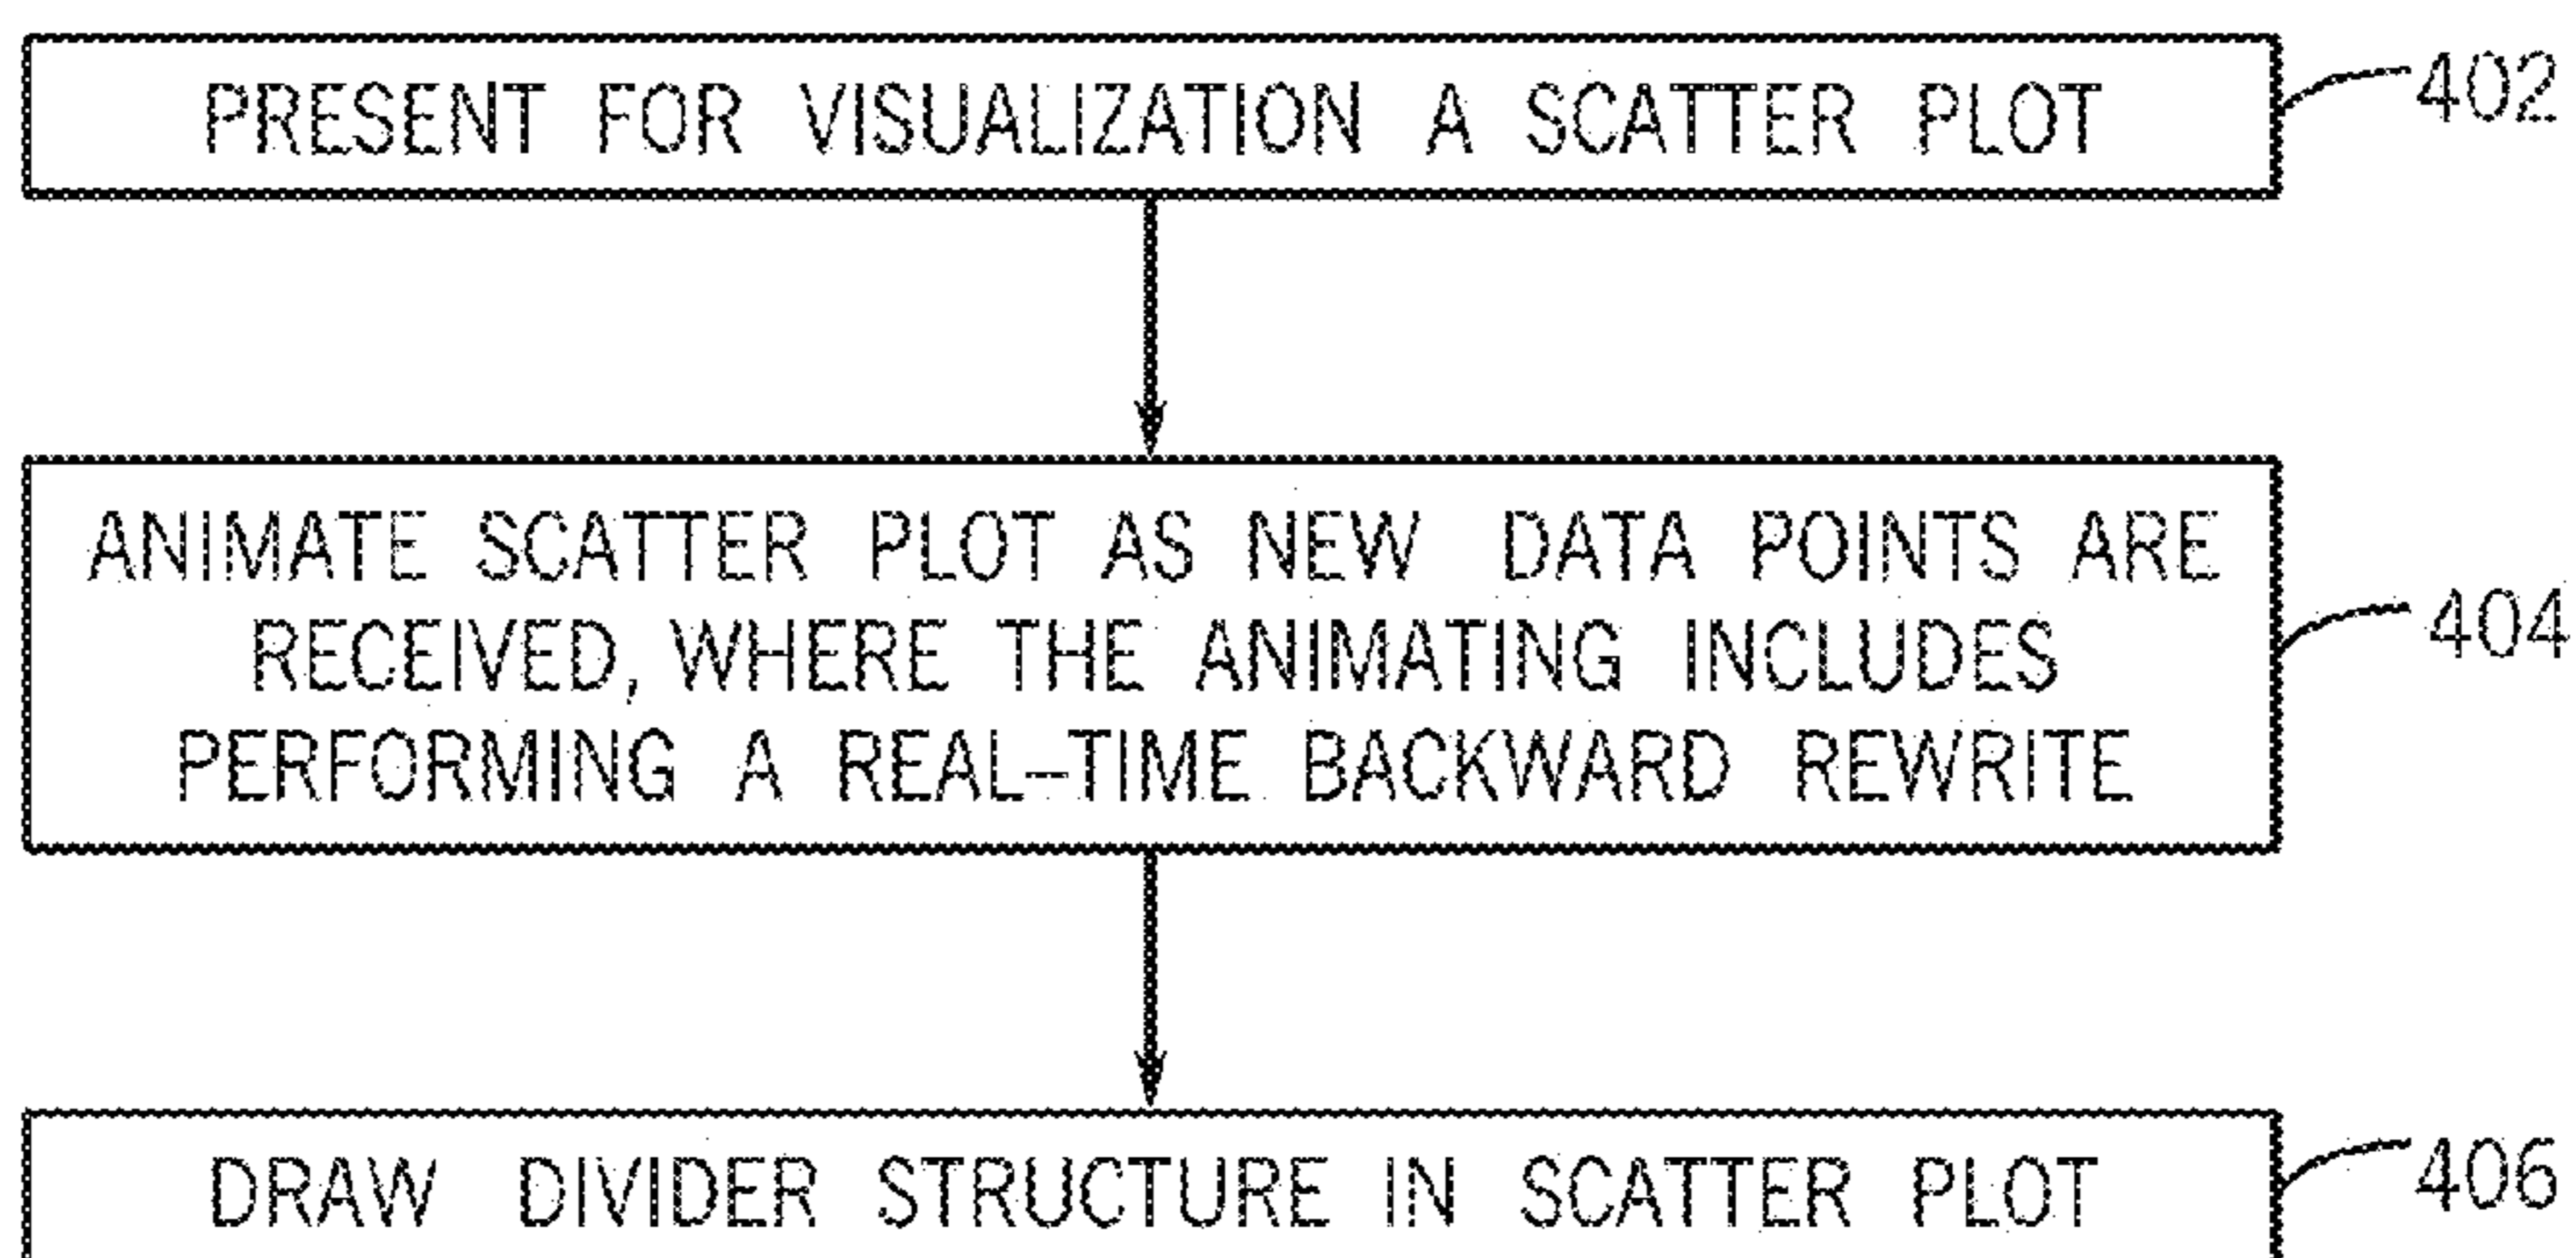 PRESENT FOR VISUALIZATION A SCATTER PLOT
402
ANIMATE SCATTER PLOT AS NEW DATA POINTS ARE
RECEIVED, WHERE THE ANIMATING INCLUDES
404
PERFORMING A REAL-TIME BACKWARD REWRITE
DRAW DIVIDER STRUCTURE IN SCATTER PLOT
406